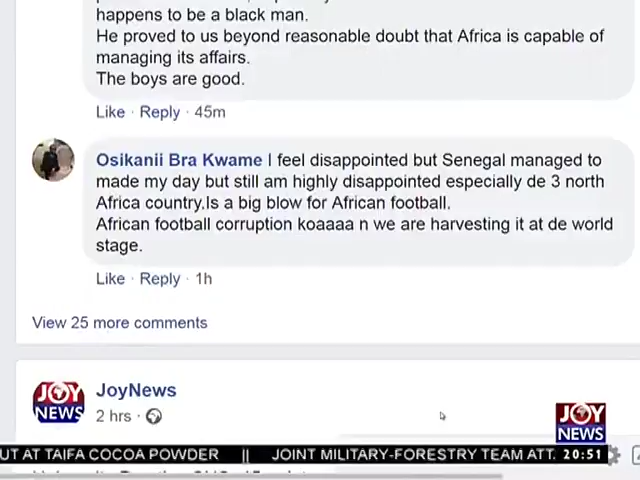 happens to be a black man.
He proved to us beyond reasonable doubt that Africa is capable of
managing its affairs.
The boys are good.
Like · Reply · 45m
Osikanii Bra Kwame I feel disappointed but Senegal managed to
made my day but still am highly disappointed especially de 3 north
Africa country.Is a big blow for African football.
African football corruption koaaaa n we are harvesting it at de world
stage.
Like · Reply · 1h
View 25 more comments
JOY
NEWS
JoyNews
2 hrs ·
JOY
NEWS
UT AT TAIFA COCOA POWDER || JOINT MILITARY-FORESTRY TEAM ATT. 20:51